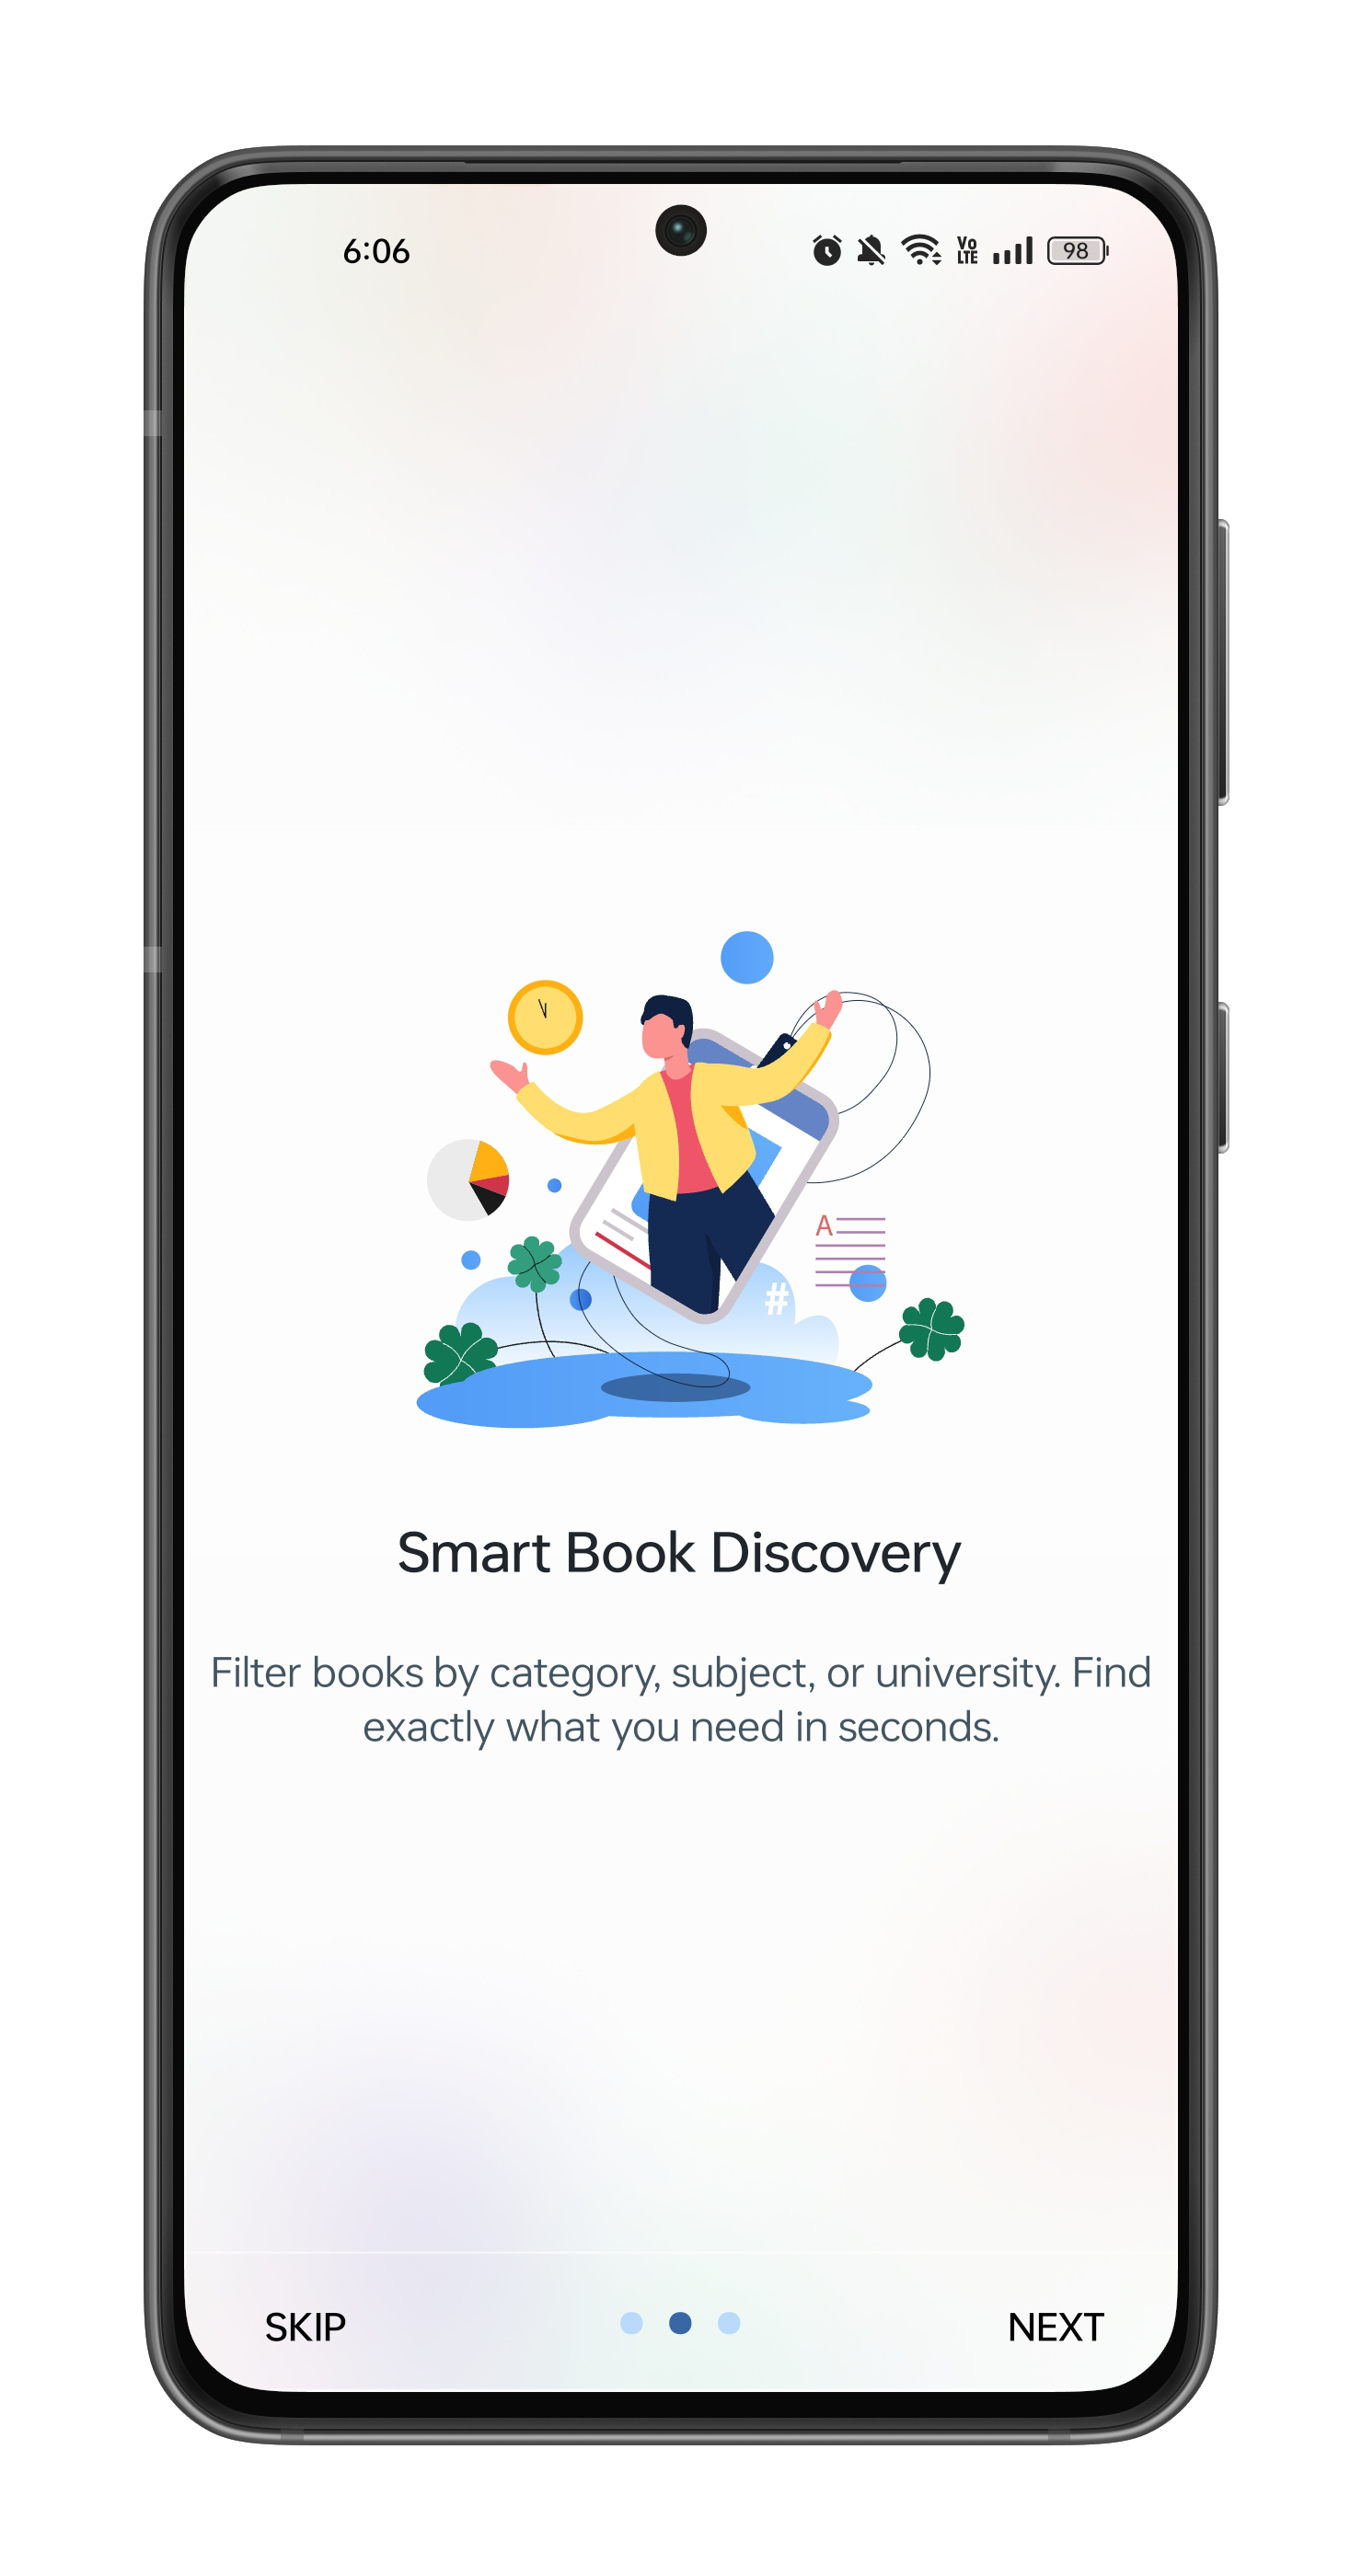 6:06
Vo
LTE
98
A
#
Smart Book Discovery
Filter books by category, subject, or university. Find
exactly what you need in seconds.
SKIP
NEXT